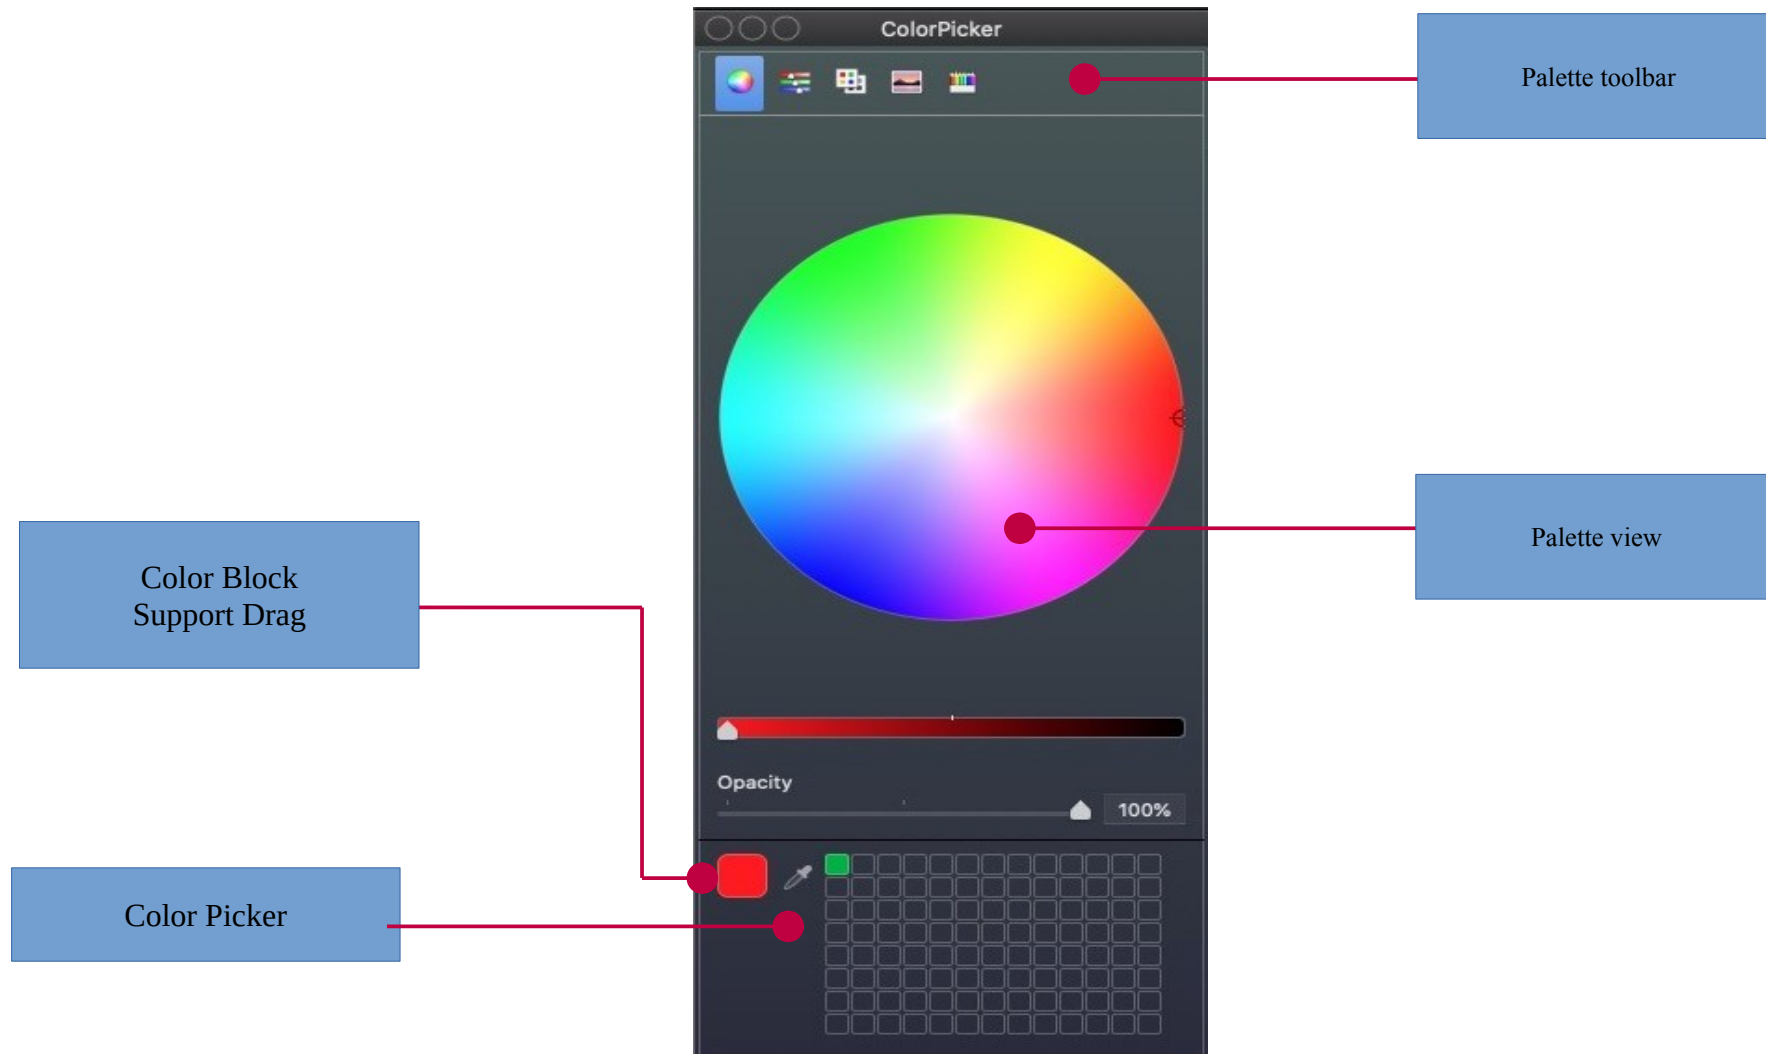 ColorPicker
Palette toolbar
Palette view
Color Block
Support Drag
Opacity
100%
Color Picker